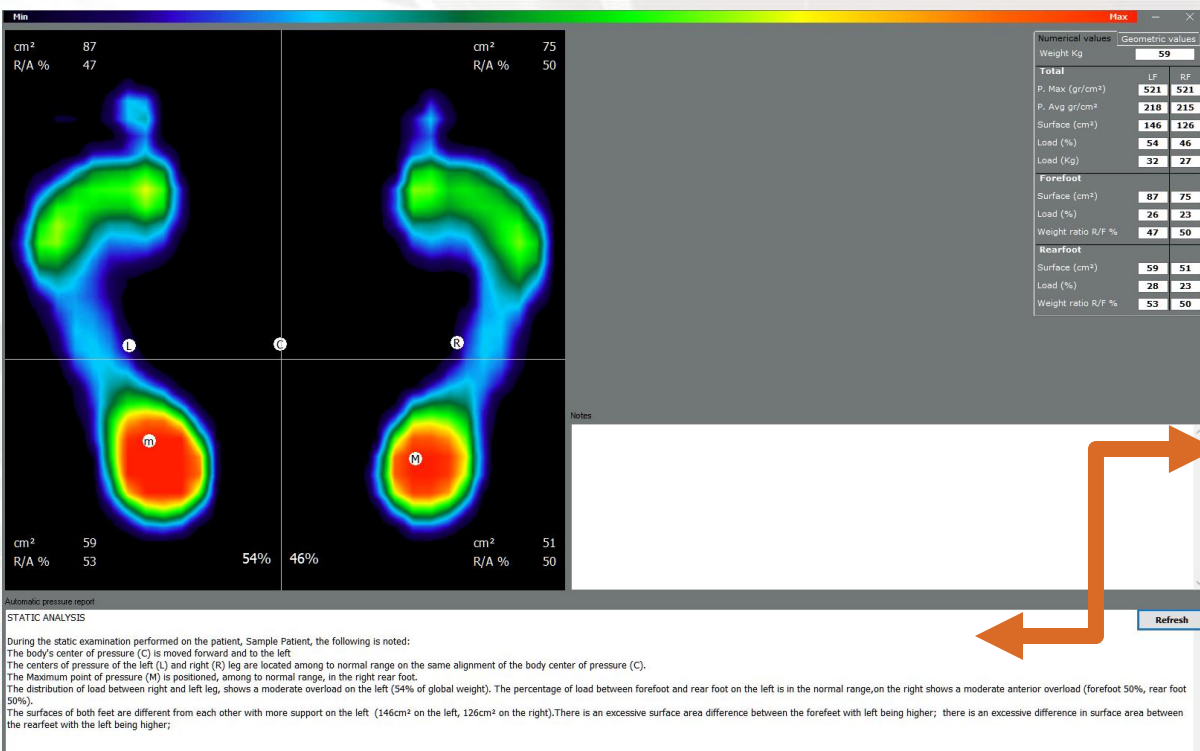 Min
Max
cm² 87
R/A % 47
cm² 75
R/A % 50
L
C
R
m
M
cm² 59
R/A % 53
54% 46%
cm² 51
R/A % 50
Numerical values Geometric values
Weight Kg 59
Total LF RF
P. Max (gr/cm²) 521 521
P. Avg gr/cm² 218 215
Surface (cm²) 146 126
Load (%) 54 46
Load (Kg) 32 27
Forefoot
Surface (cm²) 87 75
Load (%) 26 23
Weight ratio R/F % 47 50
Rearfoot
Surface (cm²) 59 51
Load (%) 28 23
Weight ratio R/F % 53 50
Notes
Automatic pressure report
Refresh
STATIC ANALYSIS
During the static examination performed on the patient, Sample Patient, the following is noted:
The body's center of pressure (C) is moved forward and to the left
The centers of pressure of the left (L) and right (R) leg are located among to normal range on the same alignment of the body center of pressure (C).
The Maximum point of pressure (M) is positioned, among to normal range, in the right rear foot.
The distribution of load between right and left leg, shows a moderate overload on the left (54% of global weight). The percentage of load between forefoot and rear foot on the left is in the normal range,on the right shows a moderate anterior overload (forefoot 50%, rear foot
50%).
The surfaces of both feet are different from each other with more support on the left (146cm² on the left, 126cm² on the right).There is an excessive surface area difference between the forefeet with left being higher; there is an excessive difference in surface area between
the rearfeet with the left being higher;